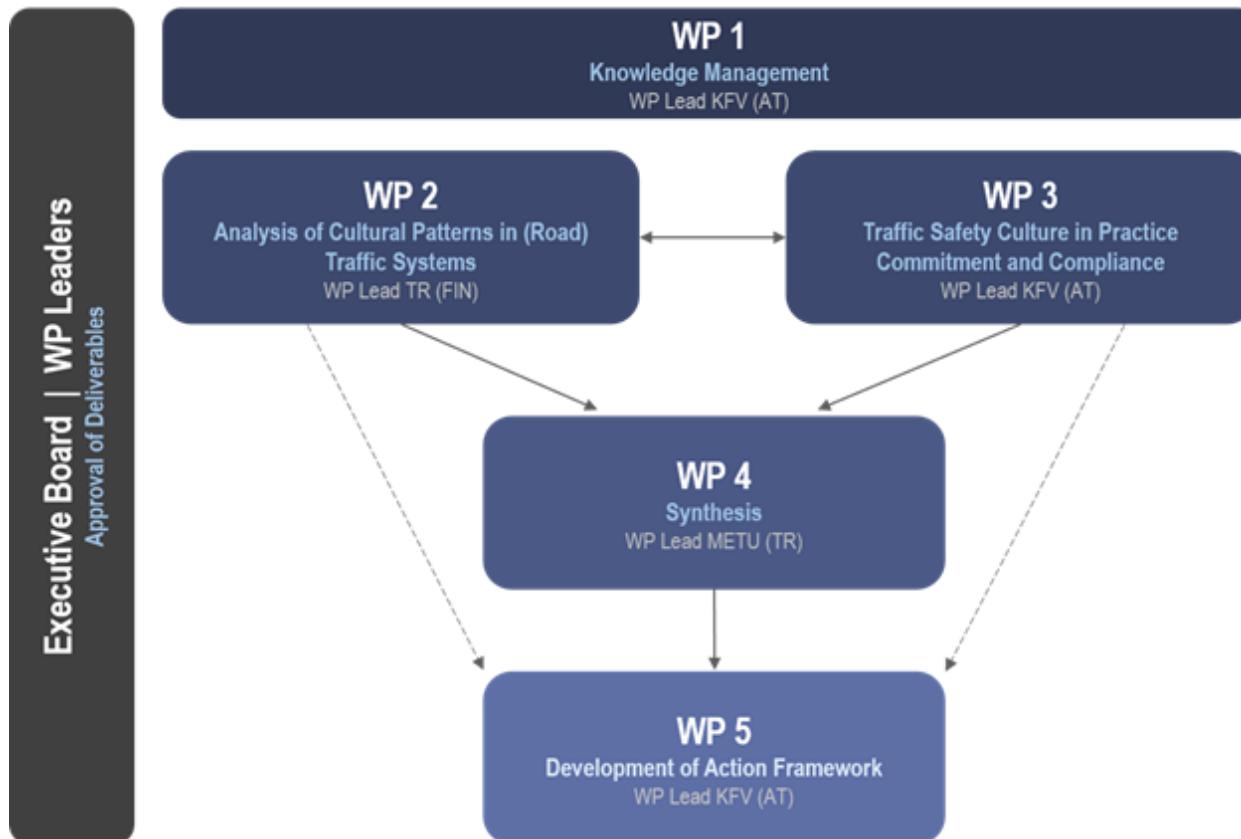 Executive Board | WP Leaders
Approval of Deliverables
WP 1
Knowledge Management
WP Lead KFV (AT)
WP 2
Analysis of Cultural Patterns in (Road)
Traffic Systems
WP Lead TR (FIN)
WP 3
Traffic Safety Culture in Practice
Commitment and Compliance
WP Lead KFV (AT)
WP 4
Synthesis
WP Lead METU (TR)
WP 5
Development of Action Framework
WP Lead KFV (AT)